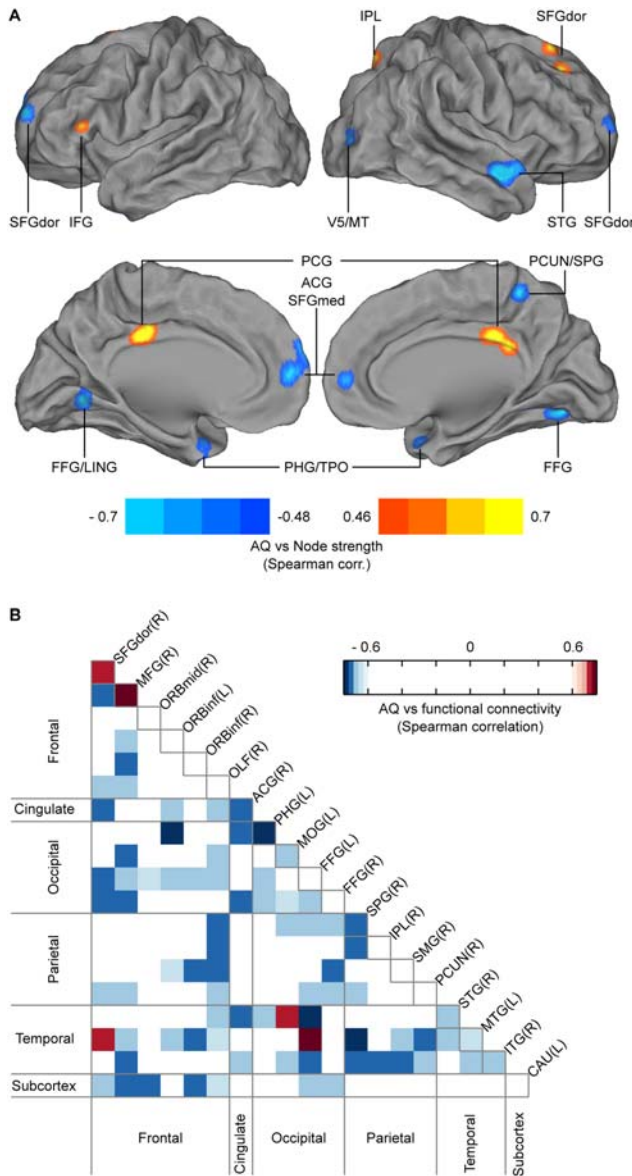 A
IPL
SFGdor
SFGdor
IFG
V5/MT
STG
SFGdor
PCG
ACG
SFGmed
PCUN/SPG
FFG/LING
PHG/TPO
FFG
- 0.7
-0.48
0.46
0.7
AQ vs Node strength
(Spearman corr.)
B
- 0.6
0
0.6
AQ vs functional connectivity
(Spearman correlation)
SFGdor(R)
MFG(R)
ORBmid(R)
ORBinf(L)
ORBinf(R)
OLF(R)
ACG(R)
PHG(L)
MOG(L)
FFG(L)
FFG(R)
SPG(R)
IPL(R)
SMG(R)
PCUN(R)
STG(R)
MTG(L)
ITG(R)
CAU(L)
Frontal
Cingulate
Occipital
Parietal
Temporal
Subcortex
Frontal
Cingulate
Occipital
Parietal
Temporal
Subcortex